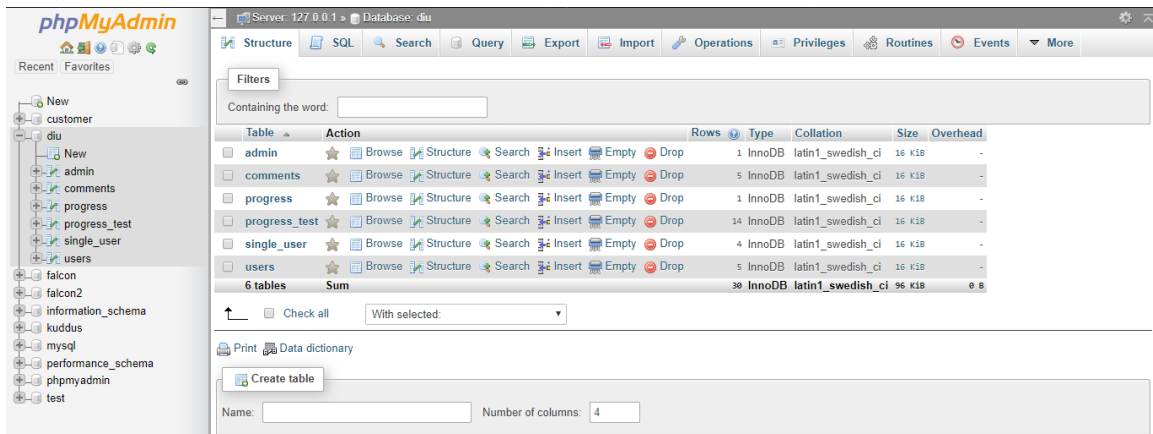 phpMyAdmin
Recent Favorites
New
customer
diu
New
admin
comments
progress
progress_test
single_user
users
falcon
falcon2
information_schema
kuddus
mysql
performance_schema
phpmyadmin
test
Server: 127.0.0.1 » Database: diu
Structure SQL Search Query Export Import Operations Privileges Routines Events More
Filters
Containing the word:
Table Action Rows Type Collation Size Overhead
admin Browse Structure Search Insert Empty Drop 1 InnoDB latin1_swedish_ci 16 KiB -
comments Browse Structure Search Insert Empty Drop 5 InnoDB latin1_swedish_ci 16 KiB -
progress Browse Structure Search Insert Empty Drop 1 InnoDB latin1_swedish_ci 16 KiB -
progress_test Browse Structure Search Insert Empty Drop 14 InnoDB latin1_swedish_ci 16 KiB -
single_user Browse Structure Search Insert Empty Drop 4 InnoDB latin1_swedish_ci 16 KiB -
users Browse Structure Search Insert Empty Drop 5 InnoDB latin1_swedish_ci 16 KiB -
6 tables Sum 30 InnoDB latin1_swedish_ci 96 KiB 0 B
Check all With selected:
Print Data dictionary
Create table
Name: Number of columns: 4